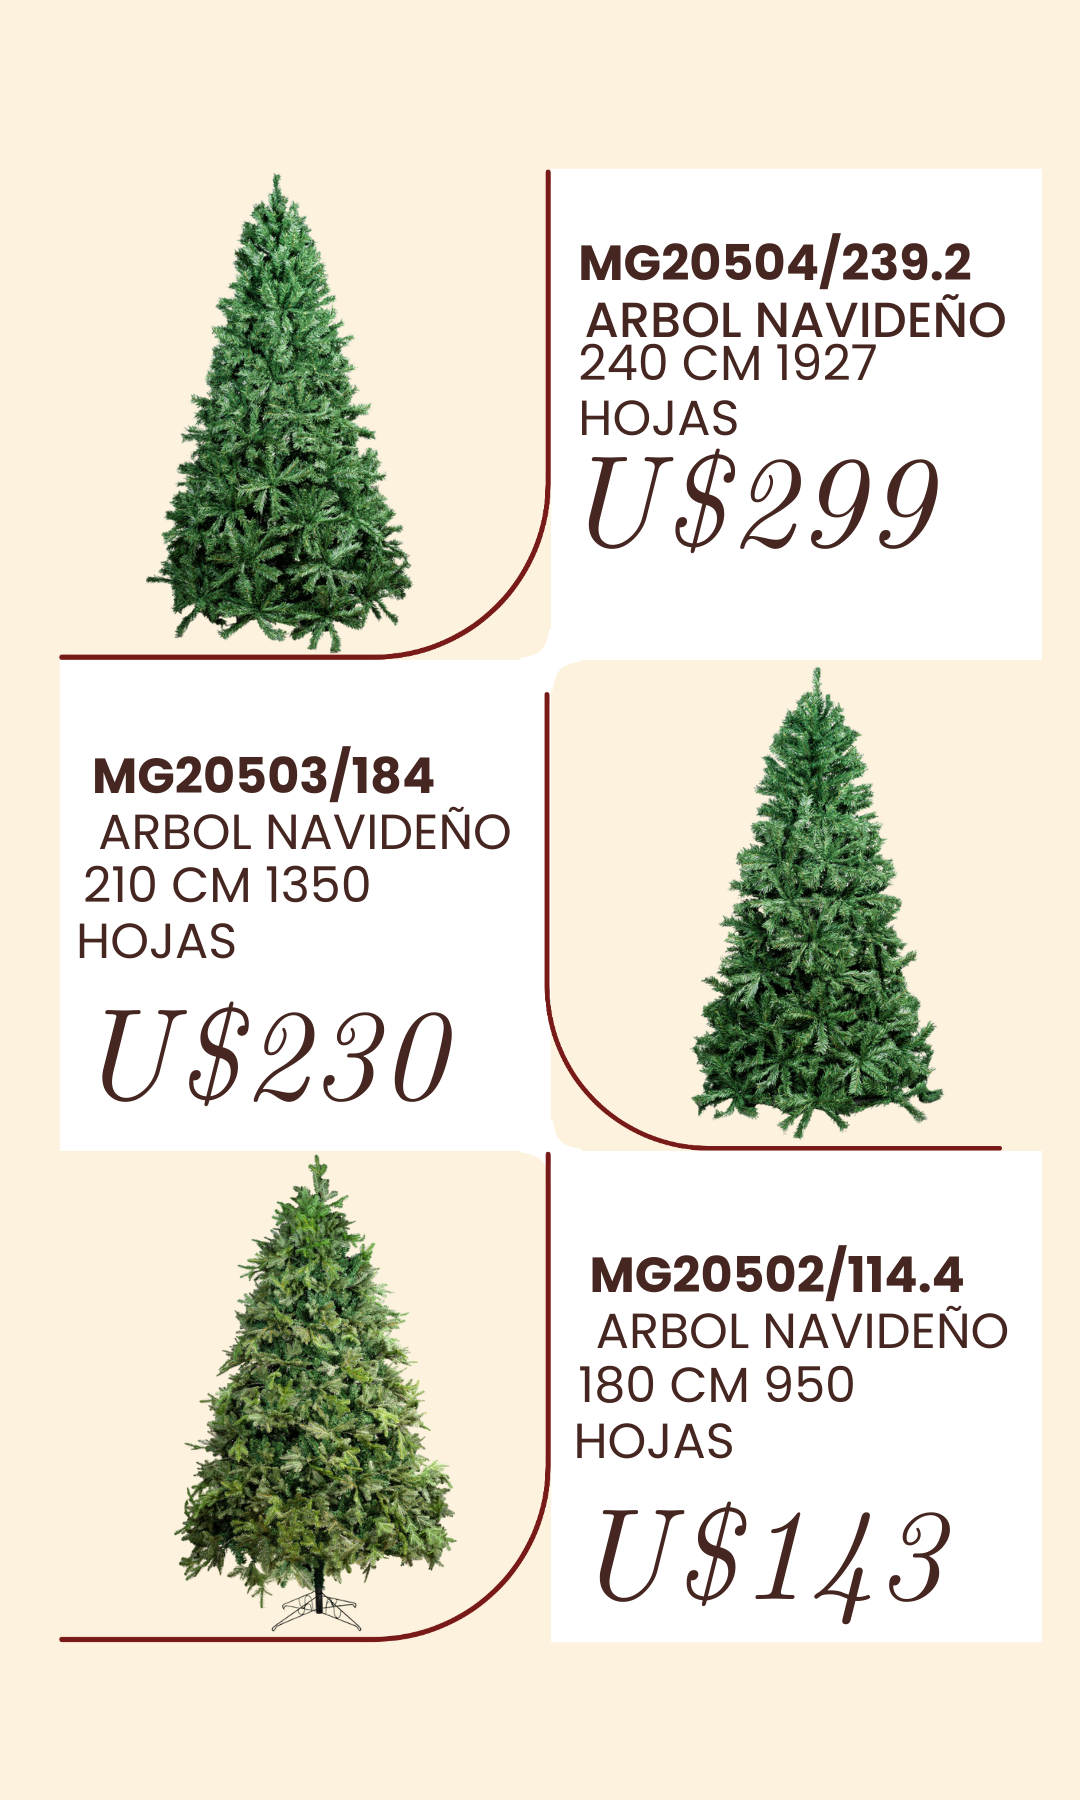 MG20504/239.2
ARBOL NAVIDEÑO
240 CM 1927
HOJAS
U$299
MG20503/184
ARBOL NAVIDEÑO
210 CM 1350
HOJAS
U$230
MG20502/114.4
ARBOL NAVIDEÑO
180 CM 950
HOJAS
U$143